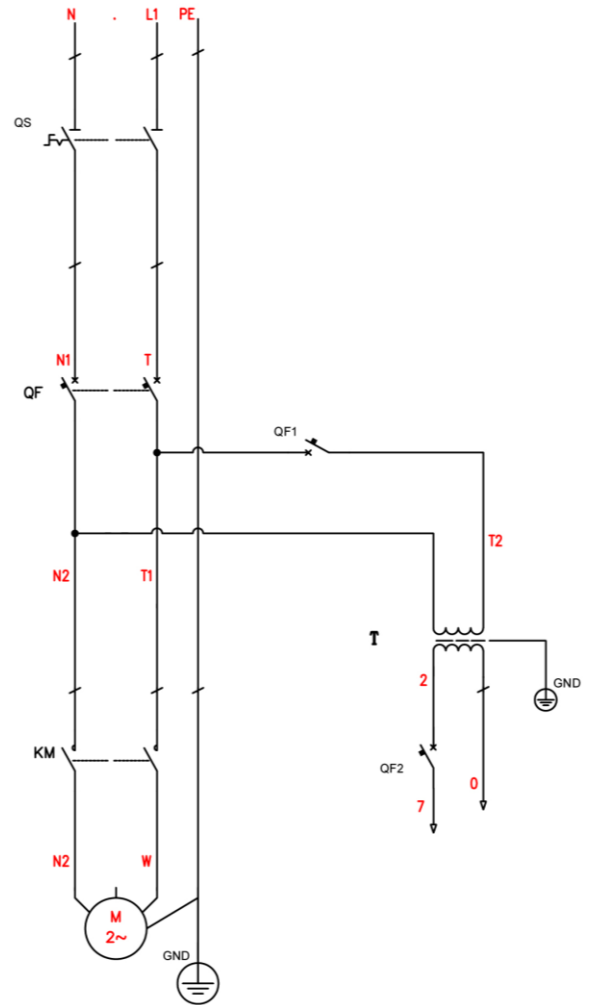 N . L1 PE
QS
N1 T
QF
QF1
T2
N2 T1
T
2
GND
KM
QF2
0
7
N2 W
M
2~
GND